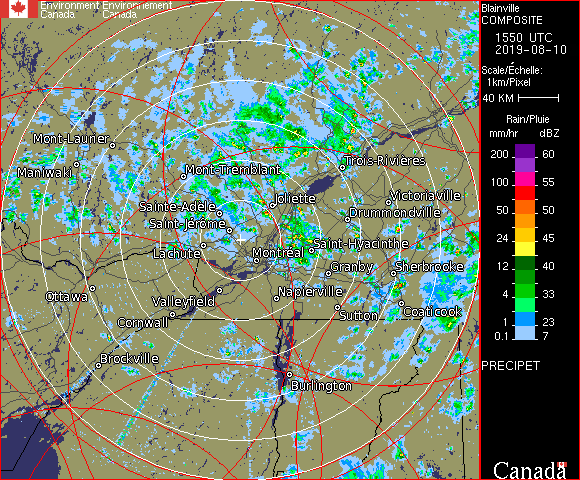 Environment Environnement
Canada Canada
Blainville
COMPOSITE
1550 UTC
2019-08-10
Scale/Échelle:
1km/Pixel
40 KM
Rain/Pluie
mm/hr dBZ
200 60
100 55
50 50
24 45
12 40
4 33
1 23
0.1 7
PRECIPET
Canada
Mont-Laurier
Maniwaki
Mont-Tremblant
Trois-Rivières
Sainte-Adèle
Joliette
Victoriaville
Saint-Jérôme
Drummondville
Lachute
Montréal
Saint-Hyacinthe
Granby
Sherbrooke
Ottawa
Valleyfield
Napierville
Cornwall
Sutton
Coaticook
Brockville
Burlington